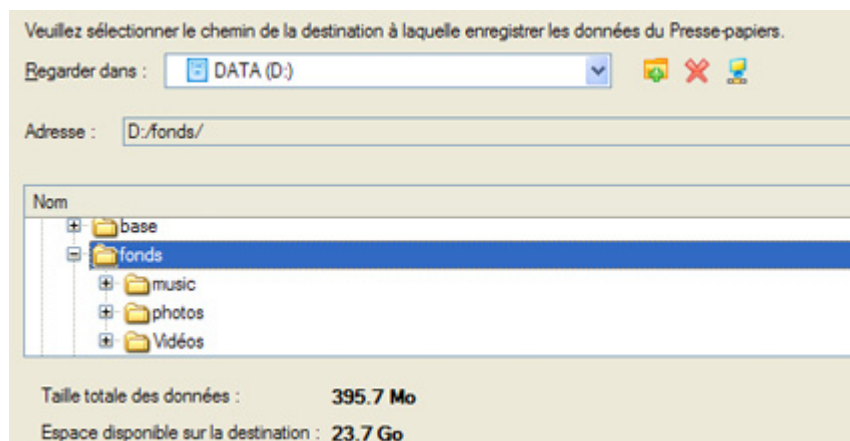 Veuillez sélectionner le chemin de la destination à laquelle enregistrer les données du Presse-papiers.
Regarder dans : DATA (D:)
Adresse : D:/fonds/
Nom
base
fonds
music
photos
Vidéos
Taille totale des données : 395.7 Mo
Espace disponible sur la destination : 23.7 Go